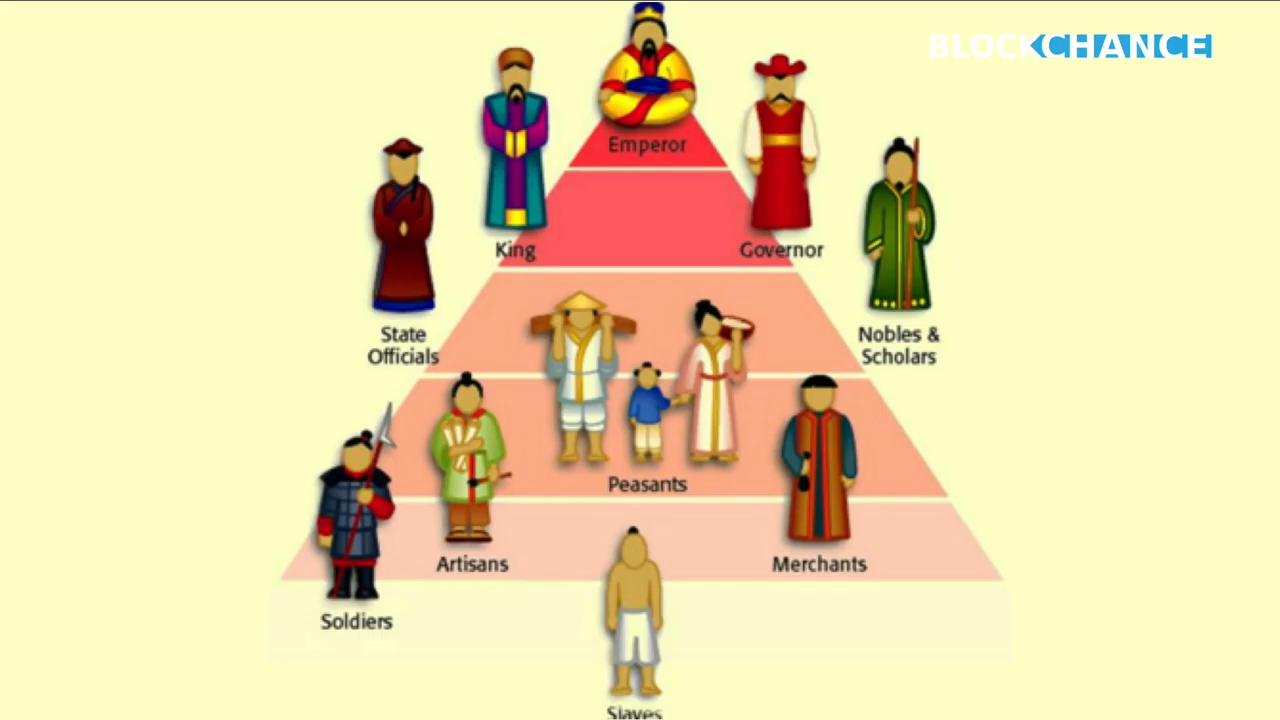 BLOCKCHANCE
Emperor
King
Governor
State
Officials
Nobles &
Scholars
Peasants
Artisans
Merchants
Soldiers
Slaves